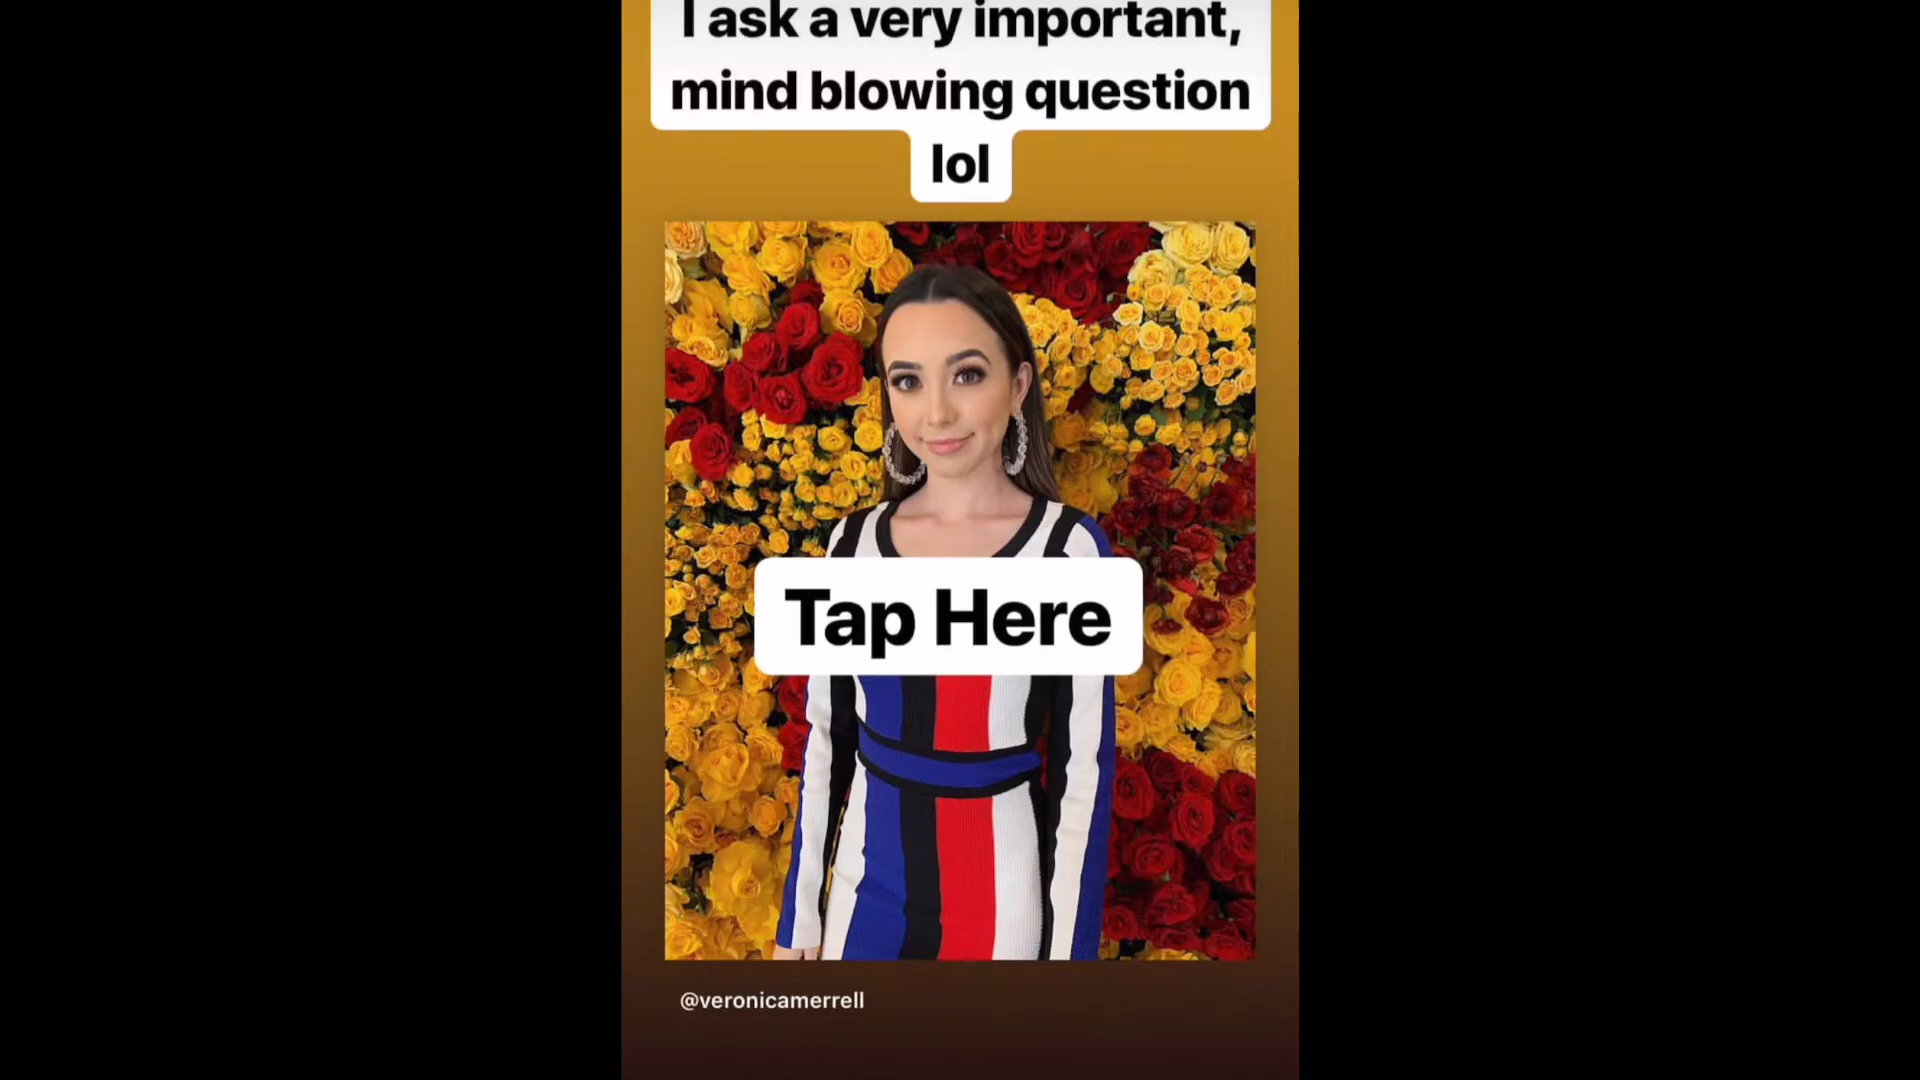 I ask a very important,
mind blowing question
lol
Tap Here
@veronicamerrell